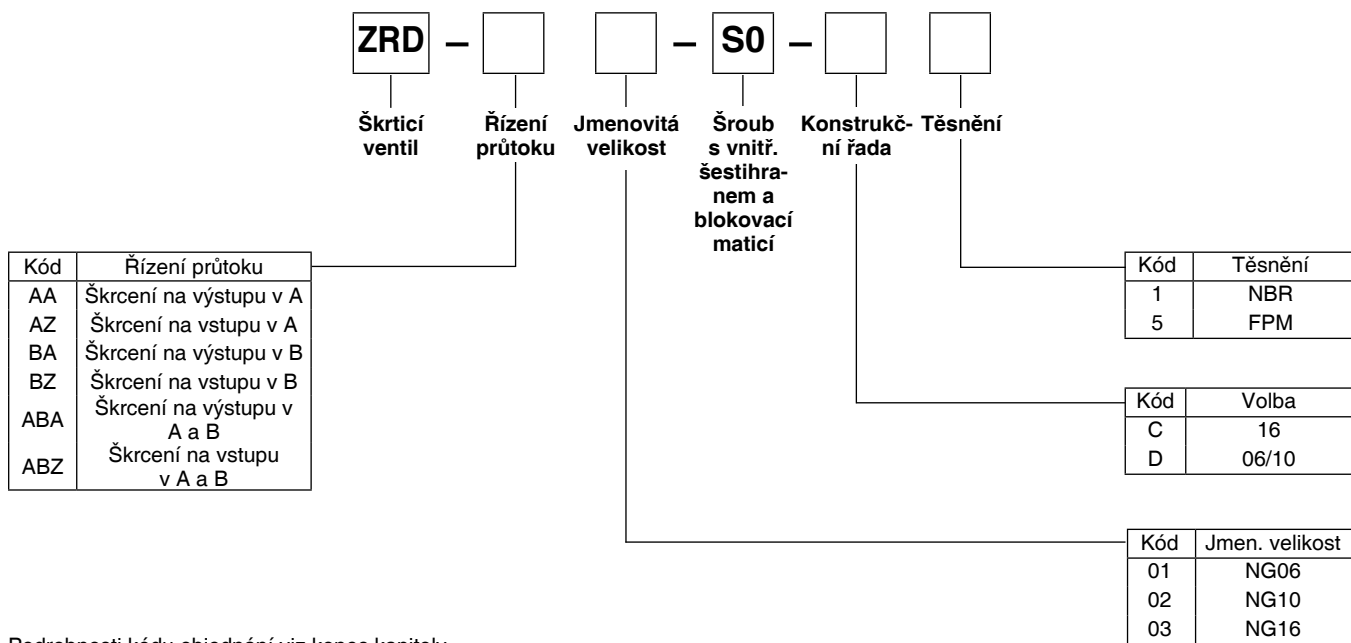 ZRD – – S0 –
Škrticí
ventil
Řízení
průtoku
Jmenovitá
velikost
Šroub
s vnitř.
šestihra-
nem a
blokovací
maticí
Konstrukč-
ní řada
Těsnění
Kód Řízení průtoku
AA Škrcení na výstupu v A
AZ Škrcení na vstupu v A
BA Škrcení na výstupu v B
BZ Škrcení na vstupu v B
ABA Škrcení na výstupu v
A a B
ABZ Škrcení na vstupu
v A a B
Kód Těsnění
1 NBR
5 FPM
Kód Volba
C 16
D 06/10
Kód Jmen. velikost
01 NG06
02 NG10
03 NG16